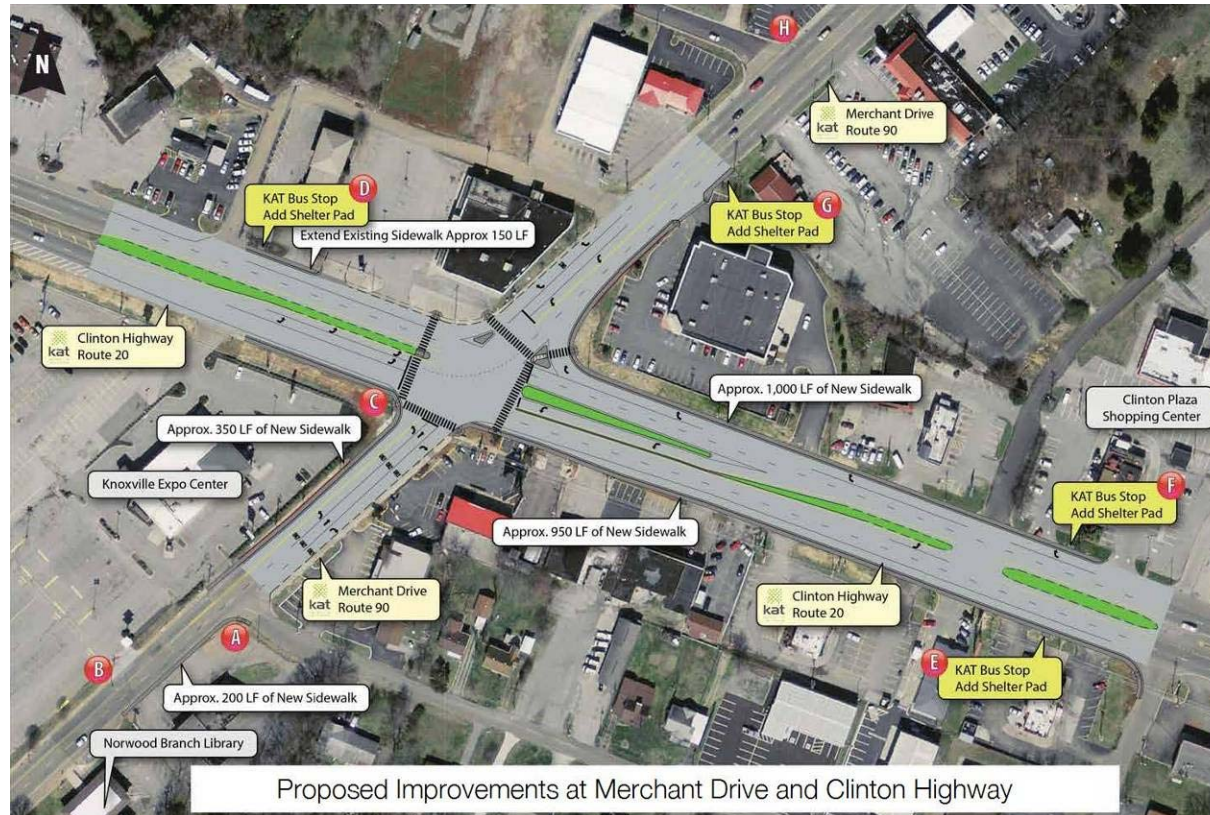 N
H
kat
Merchant Drive
Route 90
D
KAT Bus Stop
Add Shelter Pad
Extend Existing Sidewalk Approx 150 LF
G
KAT Bus Stop
Add Shelter Pad
kat
Clinton Highway
Route 20
C
Approx. 1,000 LF of New Sidewalk
Clinton Plaza
Shopping Center
Approx. 350 LF of New Sidewalk
Knoxville Expo Center
F
KAT Bus Stop
Add Shelter Pad
Approx. 950 LF of New Sidewalk
kat
Merchant Drive
Route 90
kat
Clinton Highway
Route 20
A
B
E
KAT Bus Stop
Add Shelter Pad
Approx. 200 LF of New Sidewalk
Norwood Branch Library
Proposed Improvements at Merchant Drive and Clinton Highway